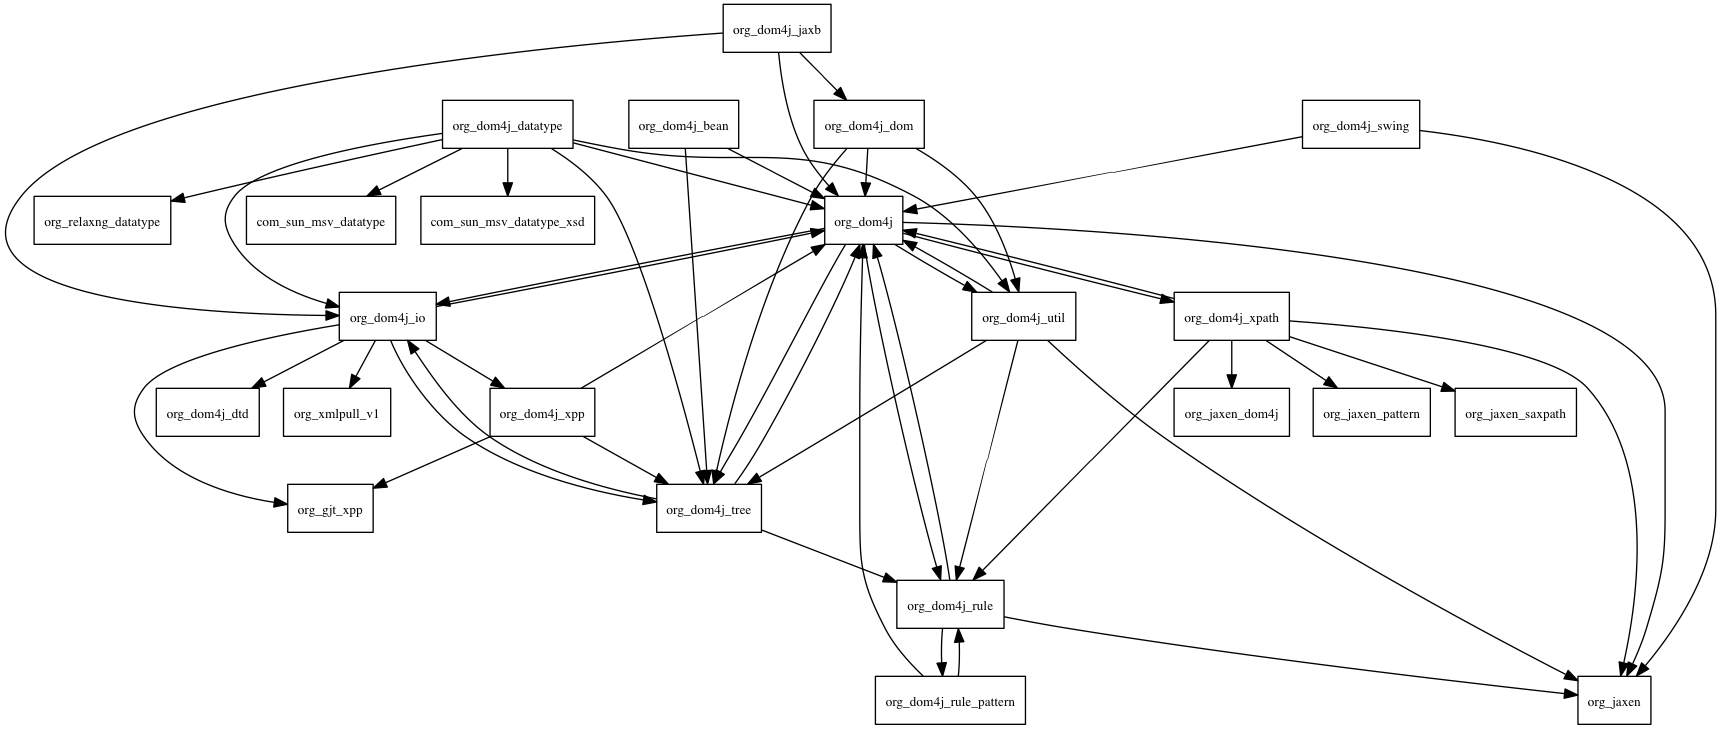 org_dom4j_jaxb
org_dom4j_datatype
org_dom4j_bean
org_dom4j_dom
org_dom4j_swing
org_relaxng_datatype
com_sun_msv_datatype
com_sun_msv_datatype_xsd
org_dom4j
org_dom4j_io
org_dom4j_util
org_dom4j_xpath
org_dom4j_dtd
org_xmlpull_v1
org_dom4j_xpp
org_jaxen_dom4j
org_jaxen_pattern
org_jaxen_saxpath
org_gjt_xpp
org_dom4j_tree
org_dom4j_rule
org_dom4j_rule_pattern
org_jaxen